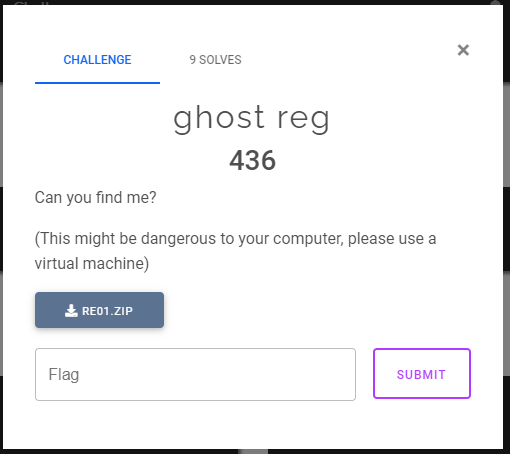 CHALLENGE 9 SOLVES ×
ghost reg
436
Can you find me?
(This might be dangerous to your computer, please use a
virtual machine)
RE01.ZIP
Flag SUBMIT